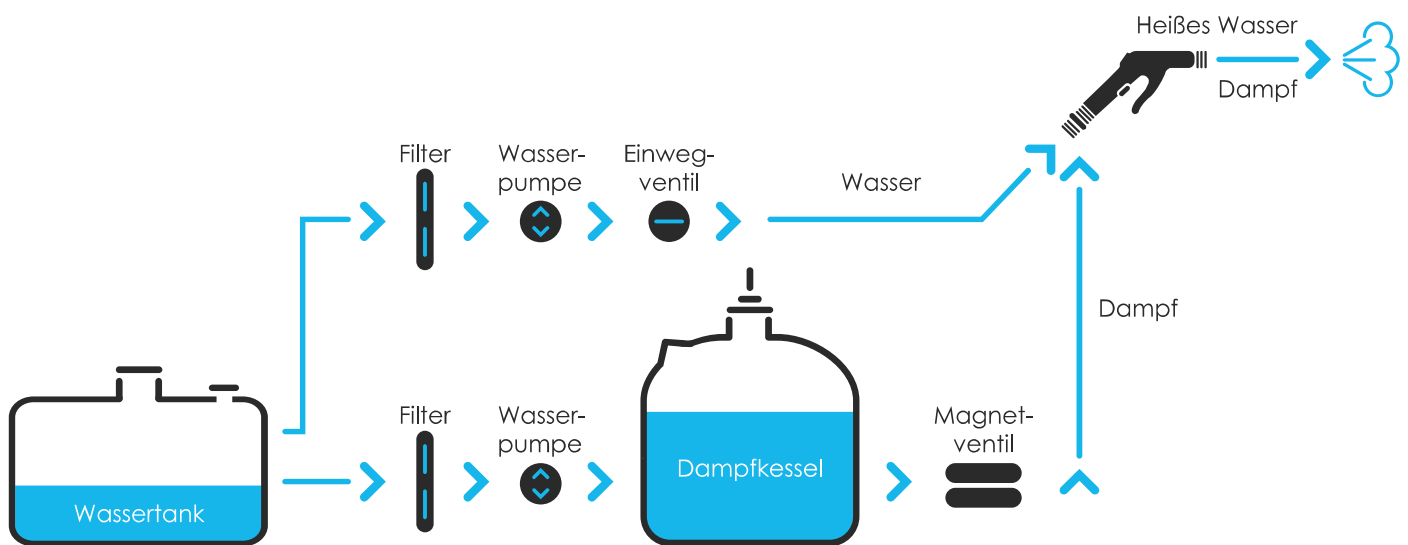 Heißes Wasser
Dampf
Filter
Wasser-
pumpe
Einweg-
ventil
Wasser
Dampf
Filter
Wasser-
pumpe
Magnet-
ventil
Dampfkessel
Wassertank